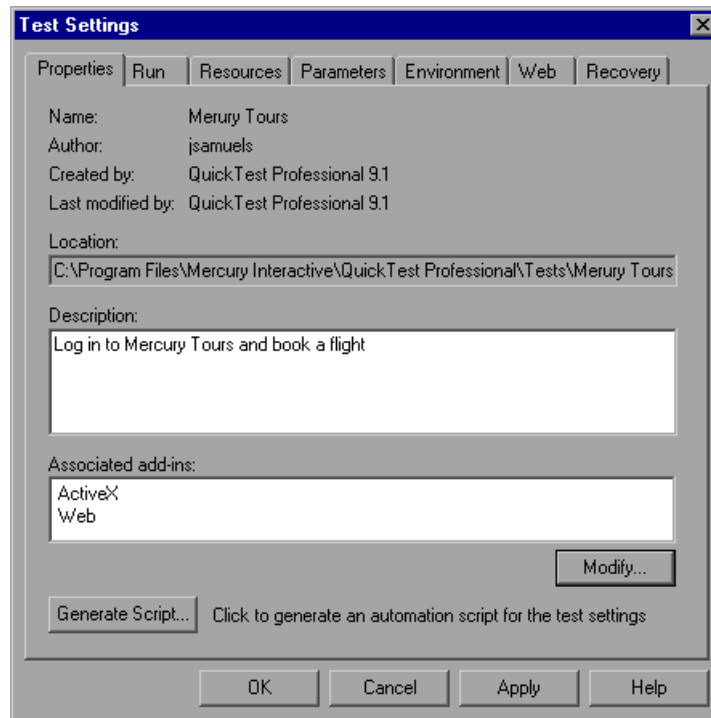 Test Settings
Properties Run Resources Parameters Environment Web Recovery
Name: Merury Tours
Author: jsamuels
Created by: QuickTest Professional 9.1
Last modified by: QuickTest Professional 9.1
Location:
C:\Program Files\Mercury Interactive\QuickTest Professional\Tests\Merury Tours
Description:
Log in to Mercury Tours and book a flight
Associated add-ins:
ActiveX
Web
Modify...
Generate Script... Click to generate an automation script for the test settings
OK Cancel Apply Help